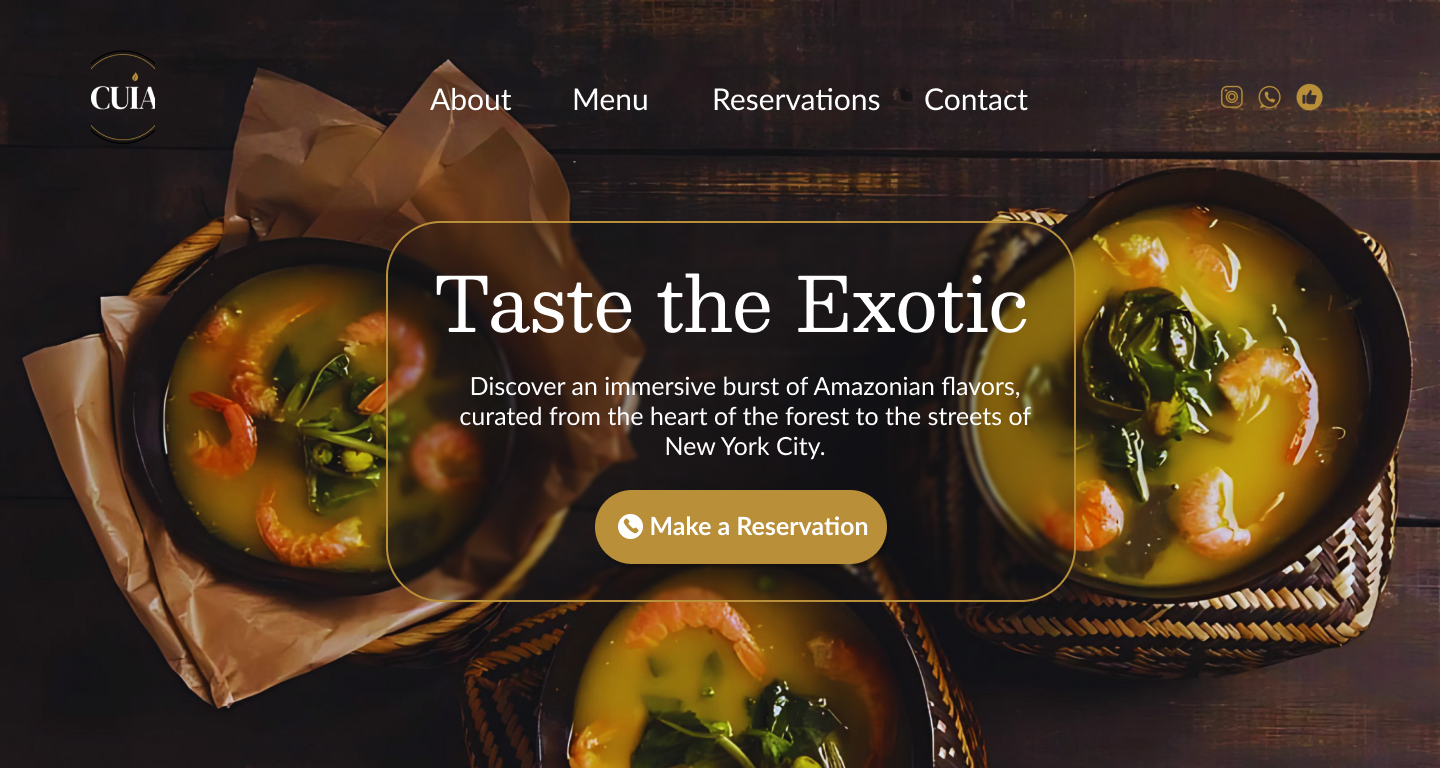 CUIA
About Menu Reservations Contact
Taste the Exotic
Discover an immersive burst of Amazonian flavors,
curated from the heart of the forest to the streets of
New York City.
Make a Reservation